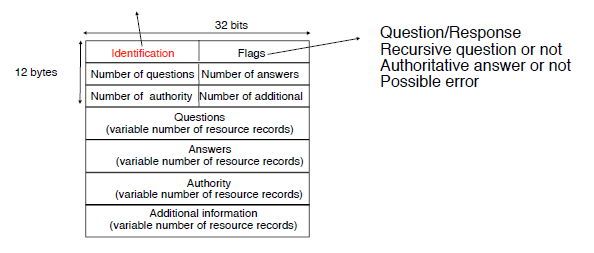 32 bits
Identification Flags
12 bytes
Number of questions Number of answers
Number of authority Number of additional
Questions
(variable number of resource records)
Answers
(variable number of resource records)
Authority
(variable number of resource records)
Additional information
(variable number of resource records)
Question/Response
Recursive question or not
Authoritative answer or not
Possible error